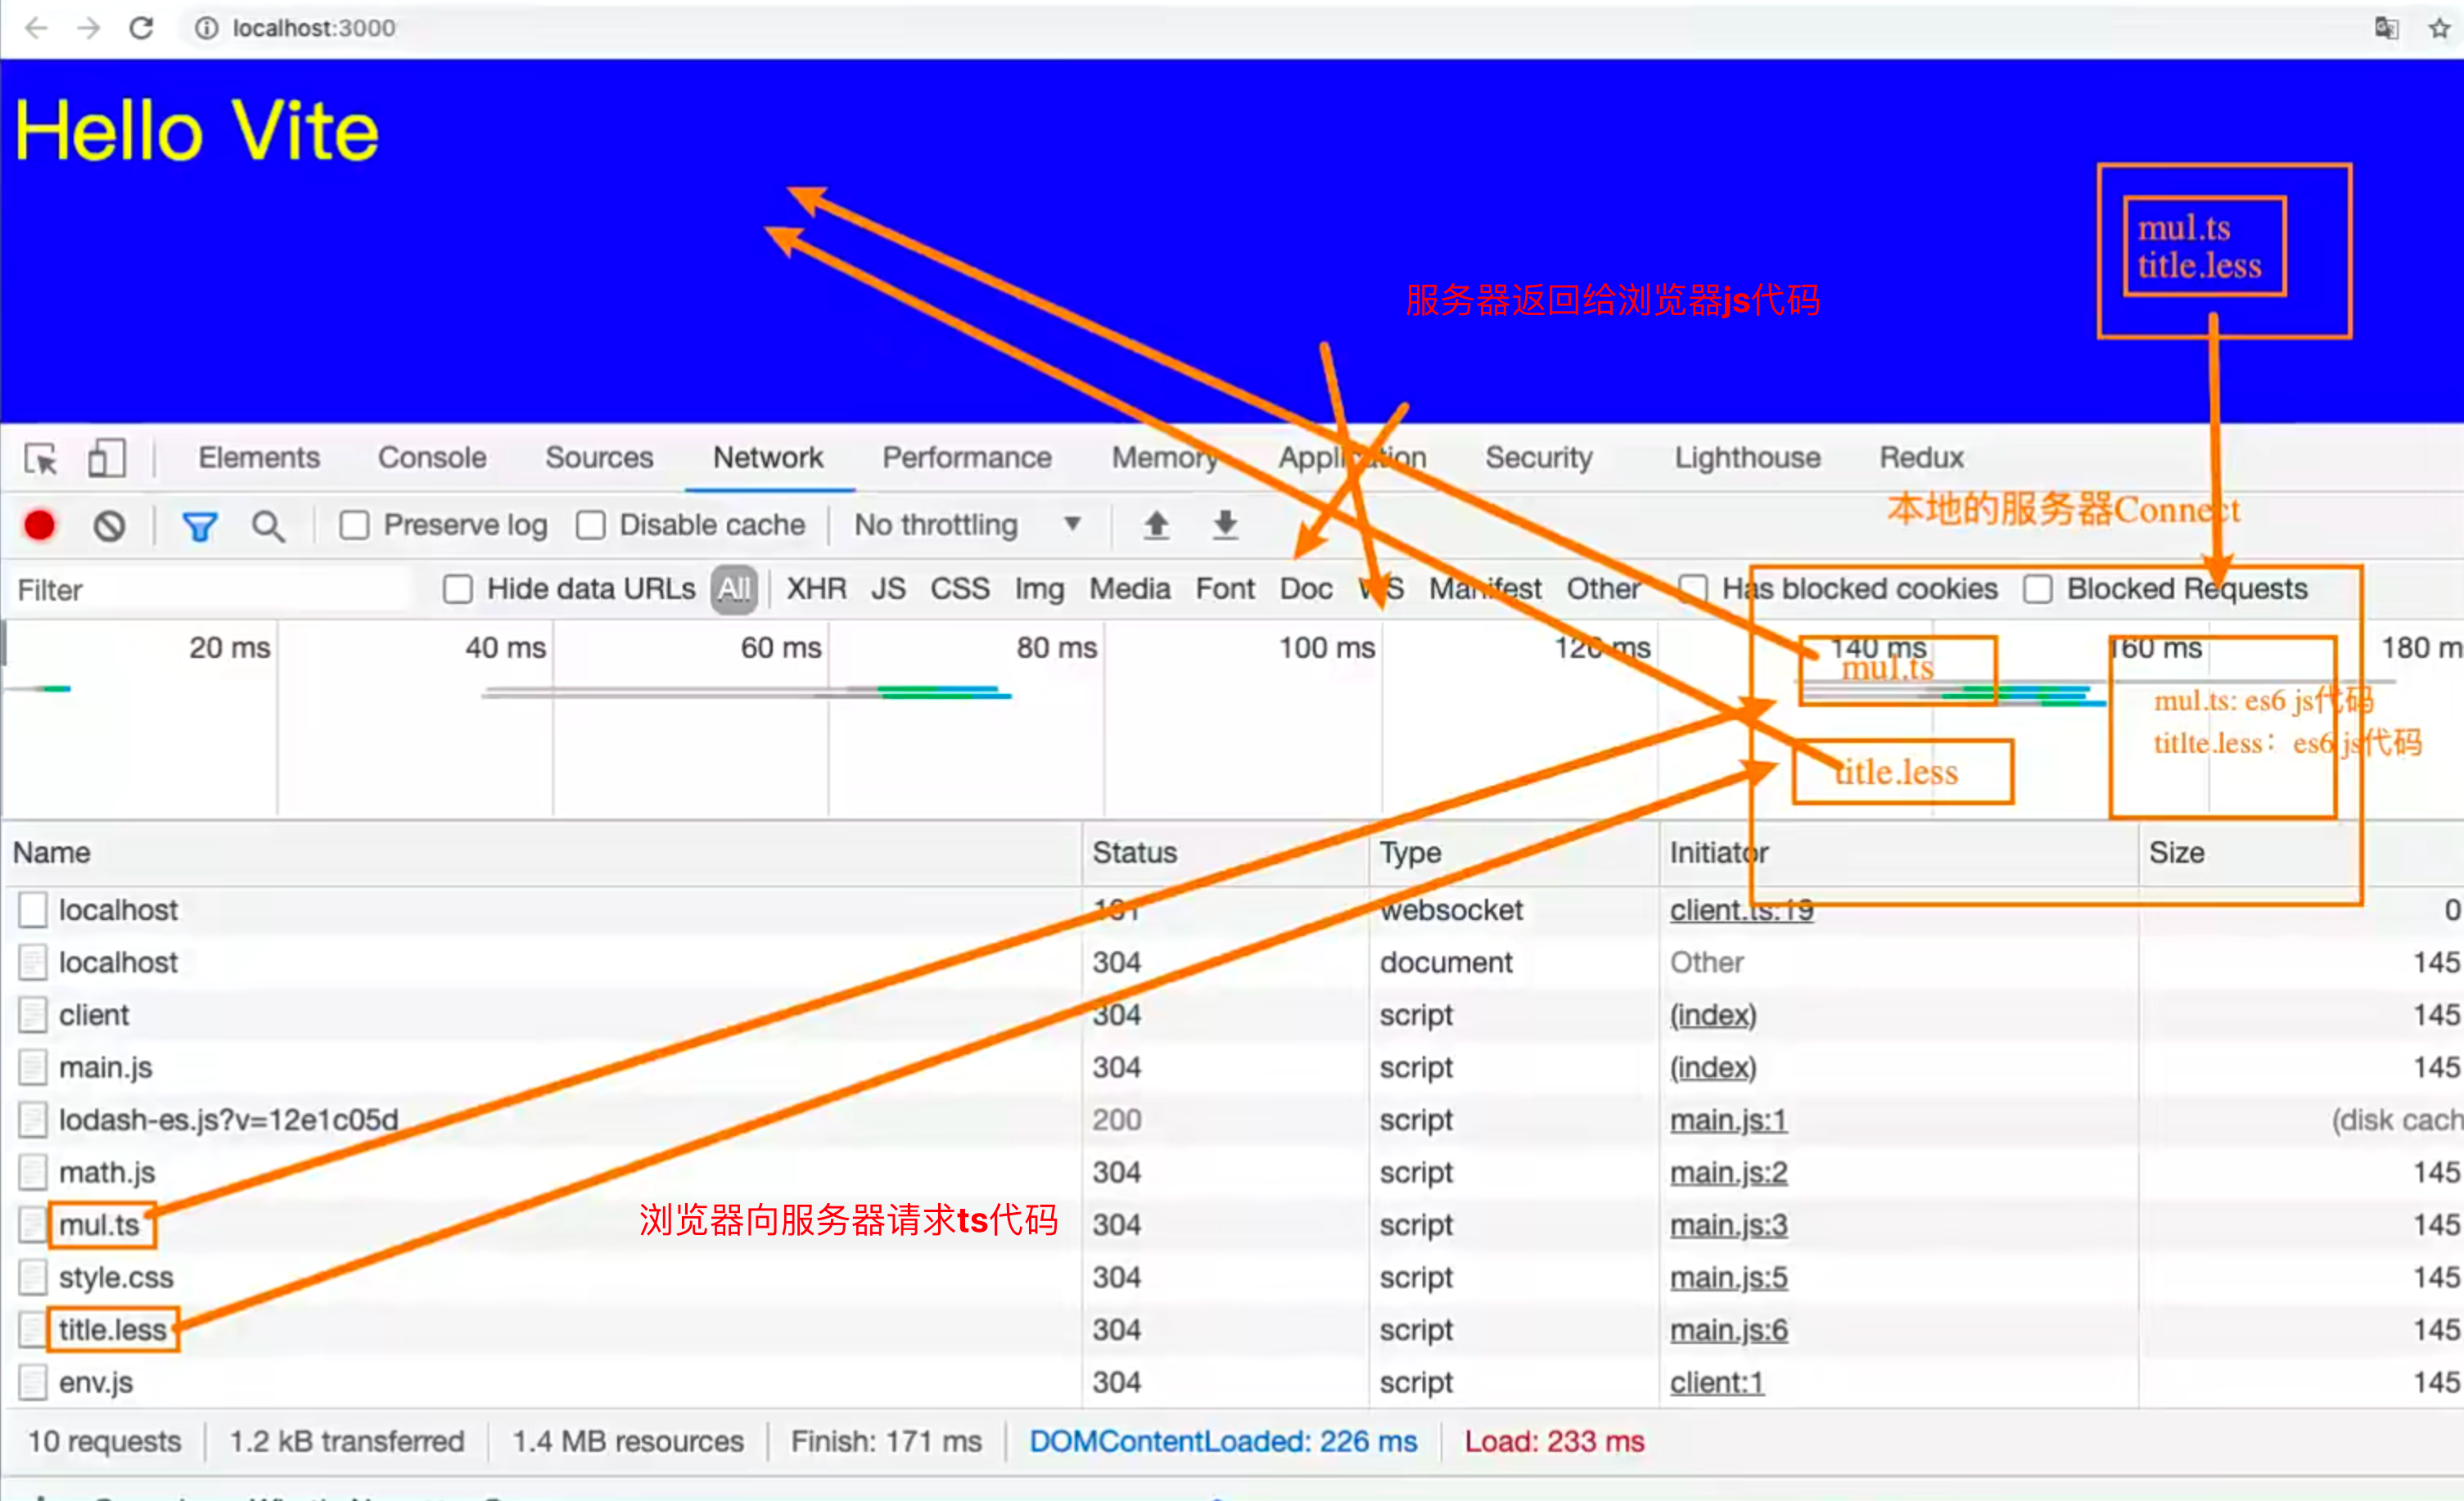 localhost:3000
Hello Vite
mul.ts
title.less
服务器返回给浏览器js代码
Elements Console Sources Network Performance Memory Application Security Lighthouse Redux
本地的服务器Connect
Preserve log Disable cache No throttling
Filter Hide data URLs All XHR JS CSS Img Media Font Doc WS Manifest Other Has blocked cookies Blocked Requests
20 ms 40 ms 60 ms 80 ms 100 ms 120 ms 140 ms 160 ms 180 m
mul.ts
mul.ts: es6 js代码
titlte.less：es6 js代码
title.less
Name Status Type Initiator Size
localhost 101 websocket client.ts:19 0
localhost 304 document Other 145
client 304 script (index) 145
main.js 304 script (index) 145
lodash-es.js?v=12e1c05d 200 script main.js:1 (disk cach
math.js 304 script main.js:2 145
mul.ts 304 script main.js:3 145
浏览器向服务器请求ts代码
style.css 304 script main.js:5 145
title.less 304 script main.js:6 145
env.js 304 script client:1 145
10 requests 1.2 kB transferred 1.4 MB resources Finish: 171 ms DOMContentLoaded: 226 ms Load: 233 ms